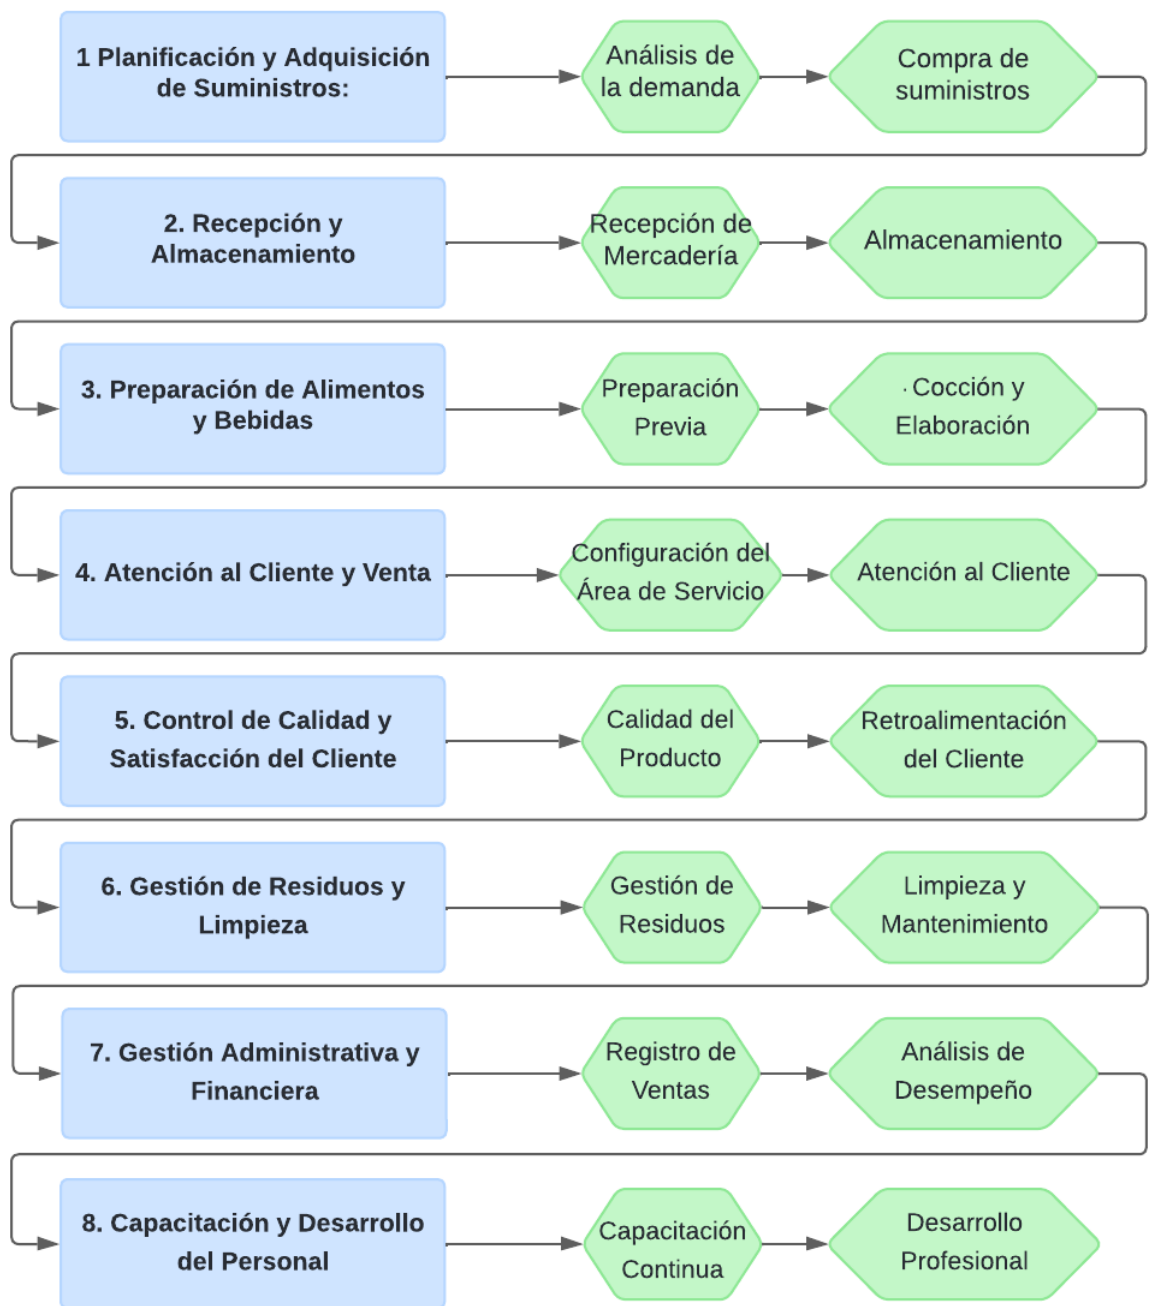 1 Planificación y Adquisición
de Suministros:
Análisis de
la demanda
Compra de
suministros
2. Recepción y
Almacenamiento
Recepción de
Mercadería
Almacenamiento
3. Preparación de Alimentos
y Bebidas
Preparación
Previa
· Cocción y
Elaboración
4. Atención al Cliente y Venta
Configuración del
Área de Servicio
Atención al Cliente
5. Control de Calidad y
Satisfacción del Cliente
Calidad del
Producto
Retroalimentación
del Cliente
6. Gestión de Residuos y
Limpieza
Gestión de
Residuos
Limpieza y
Mantenimiento
7. Gestión Administrativa y
Financiera
Registro de
Ventas
Análisis de
Desempeño
8. Capacitación y Desarrollo
del Personal
Capacitación
Continua
Desarrollo
Profesional